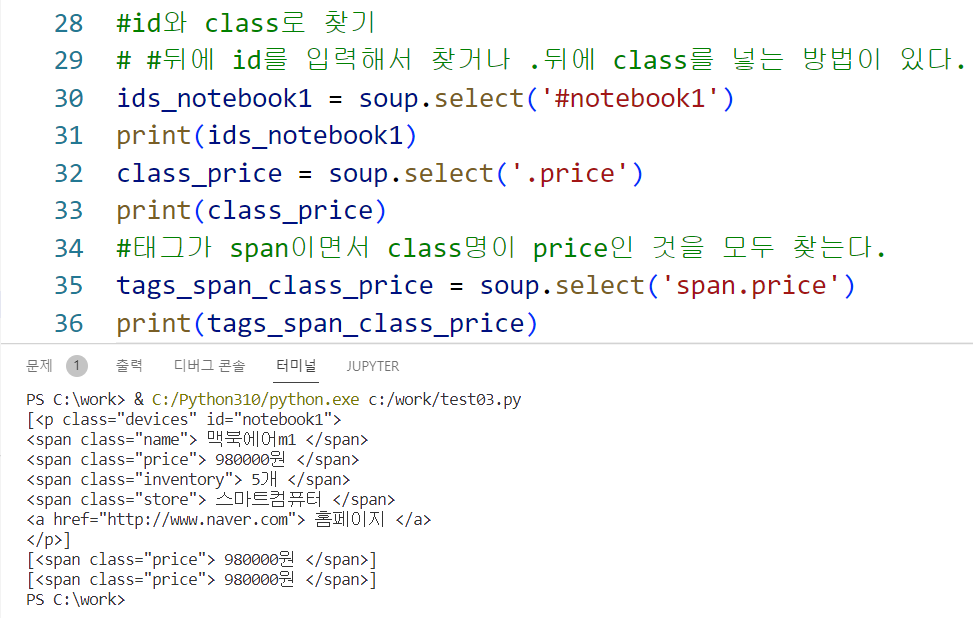 28 #id와 class로 찾기
29 # #뒤에 id를 입력해서 찾거나 .뒤에 class를 넣는 방법이 있다.
30 ids_notebook1 = soup.select('#notebook1')
31 print(ids_notebook1)
32 class_price = soup.select('.price')
33 print(class_price)
34 #태그가 span이면서 class명이 price인 것을 모두 찾는다.
35 tags_span_class_price = soup.select('span.price')
36 print(tags_span_class_price)
문제 1 출력 디버그 콘솔 터미널 JUPYTER
PS C:\work> & C:/Python310/python.exe c:/work/test03.py
[<p class="devices" id="notebook1">
<span class="name"> 맥북에어m1 </span>
<span class="price"> 980000원 </span>
<span class="inventory"> 5개 </span>
<span class="store"> 스마트컴퓨터 </span>
<a href="http://www.naver.com"> 홈페이지 </a>
</p>]
[<span class="price"> 980000원 </span>]
[<span class="price"> 980000원 </span>]
PS C:\work>